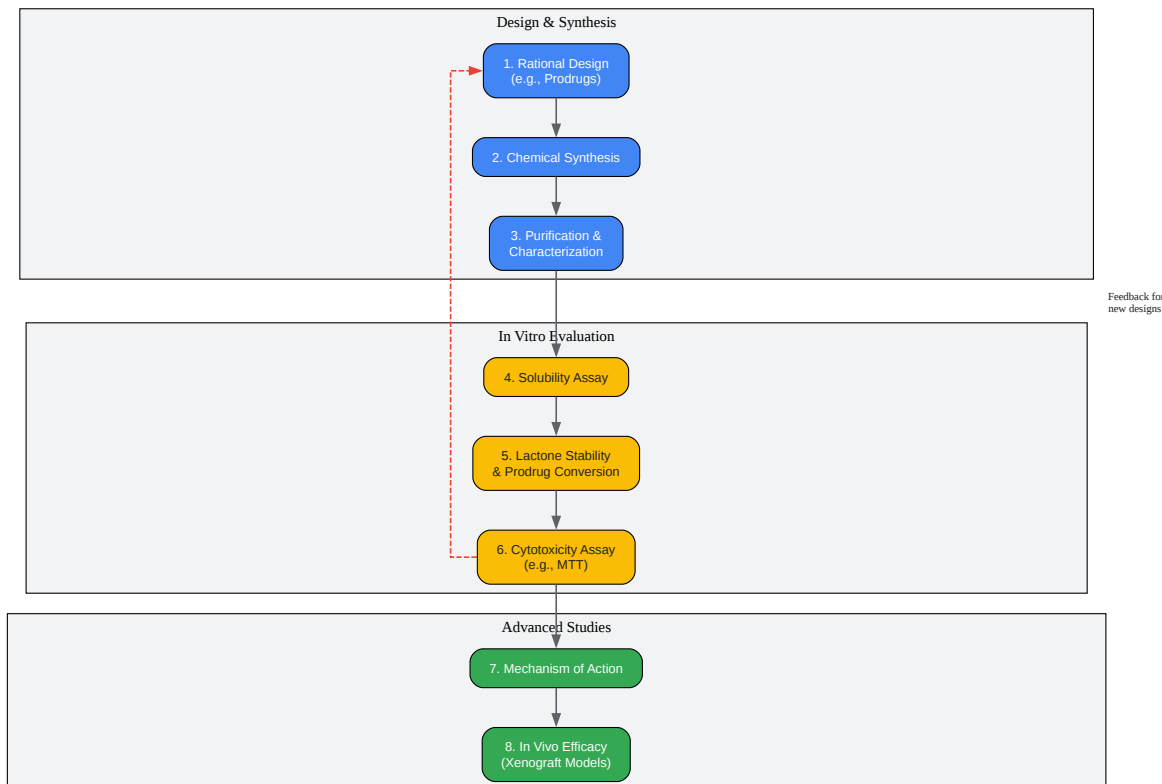 Design & Synthesis
1. Rational Design
(e.g., Prodrugs)
2. Chemical Synthesis
3. Purification &
Characterization
Feedback for
new designs
In Vitro Evaluation
4. Solubility Assay
5. Lactone Stability
& Prodrug Conversion
6. Cytotoxicity Assay
(e.g., MTT)
Advanced Studies
7. Mechanism of Action
8. In Vivo Efficacy
(Xenograft Models)